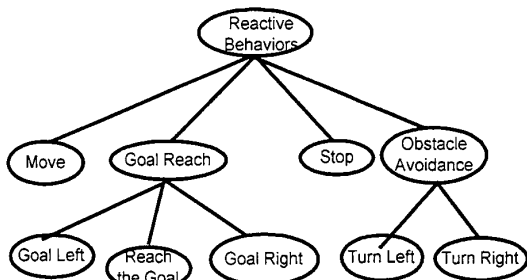 Reactive
Behaviors
Move
Goal Reach
Stop
Obstacle
Avoidance
Goal Left
Reach
the Goal
Goal Right
Turn Left
Turn Right